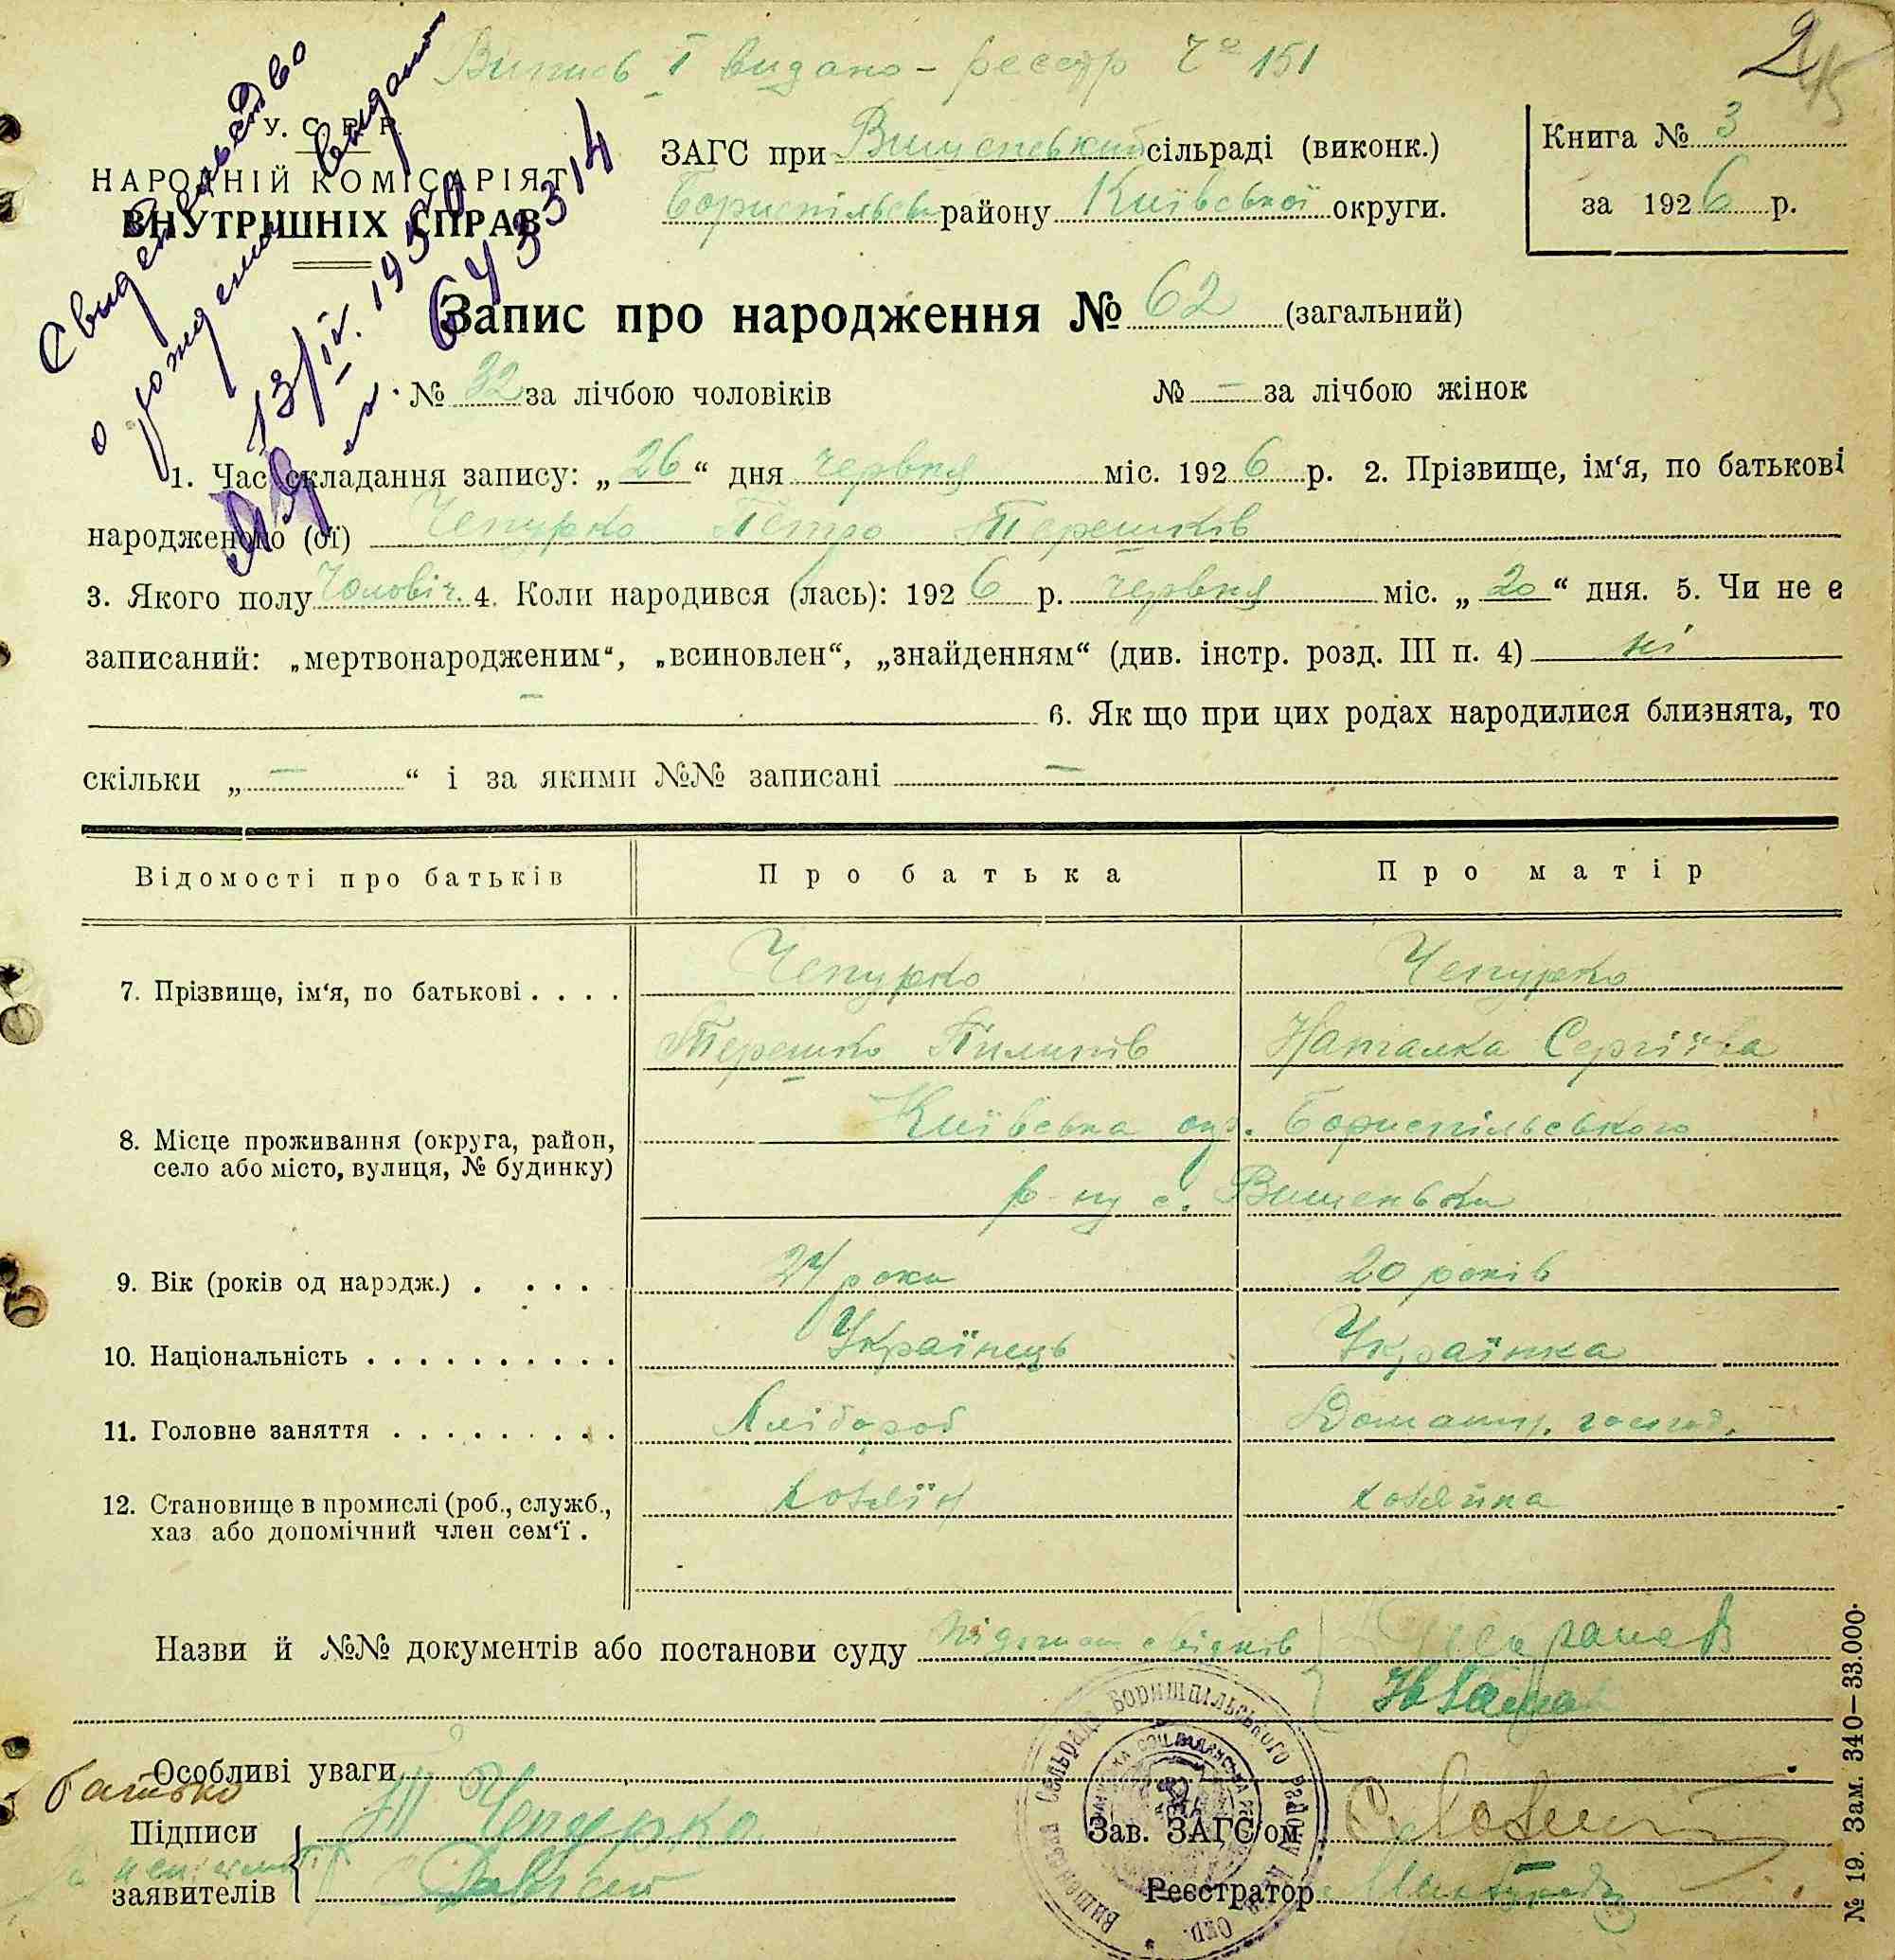 Випись I видано – реєстр Ч° 151
2
У. С. Р. Р.
НАРОДНІЙ КОМІСАРІЯТ
ВНУТРІШНІХ СПРАВ
Свидетельство
о рождении выдано
13/IV. 1950
643314
ЗАГС при Вишенський сільраді (виконк.)
Бориспільськ району Київської округи.
Книга № 3
за 1926 р.
Запис про народження № 62 (загальний)
№ 32 за лічбою чоловіків № – за лічбою жінок
1. Час складання запису: „26“ дня червня міс. 1926 р. 2. Прізвище, ім‘я, по батькові
народженого (ої) Чепурко Петро Терешків
3. Якого полу Чоловіч. 4. Коли народився (лась): 1926 р. червня міс. „20“ дня. 5. Чи не є
записаний: „мертвонародженим“, „всиновлен“, „знайденням“ (див. інстр. розд. III п. 4) ні
– 6. Як що при цих родах народилися близнята, то
скільки „ – “ і за якими №№ записані –
Відомості про батьків Про батька Про матір
7. Прізвище, ім‘я, по батькові . . . . Чепурко Чепурко
Терешко Пилипів Наталка Сергіївна
8. Місце проживання (округа, район,
село або місто, вулиця, № будинку)
Київська окр. Бориспільського
р-ну с. Вишеньки
9. Вік (років од народж.) . . . . 24 роки 20 років
10. Національність . . . . . . . . . . Українець Українка
11. Головне заняття . . . . . . . . . Хлібороб Домашн. господ.
12. Становище в промислі (роб., служб.,
хаз або допомічний член сем‘ї .
хозяїн хозяйка
Назви й №№ документів або постанови суду свідків
Особливі уваги
батько
Підписи
заявителів
Т Чепурко
Зав. ЗАГС‘ом
Реєстратор
Сельрада Боришпільського району
№ 19. Зам. 340—33.000.